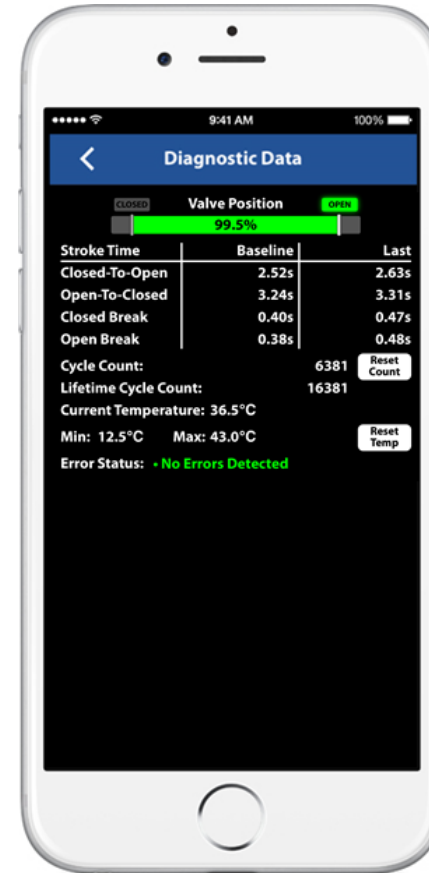 9:41 AM 100%
Diagnostic Data
CLOSED Valve Position OPEN
99.5%
Stroke Time Baseline Last
Closed-To-Open 2.52s 2.63s
Open-To-Closed 3.24s 3.31s
Closed Break 0.40s 0.47s
Open Break 0.38s 0.48s
Cycle Count: 6381 Reset Count
Lifetime Cycle Count: 16381
Current Temperature: 36.5°C
Min: 12.5°C Max: 43.0°C Reset Temp
Error Status: • No Errors Detected